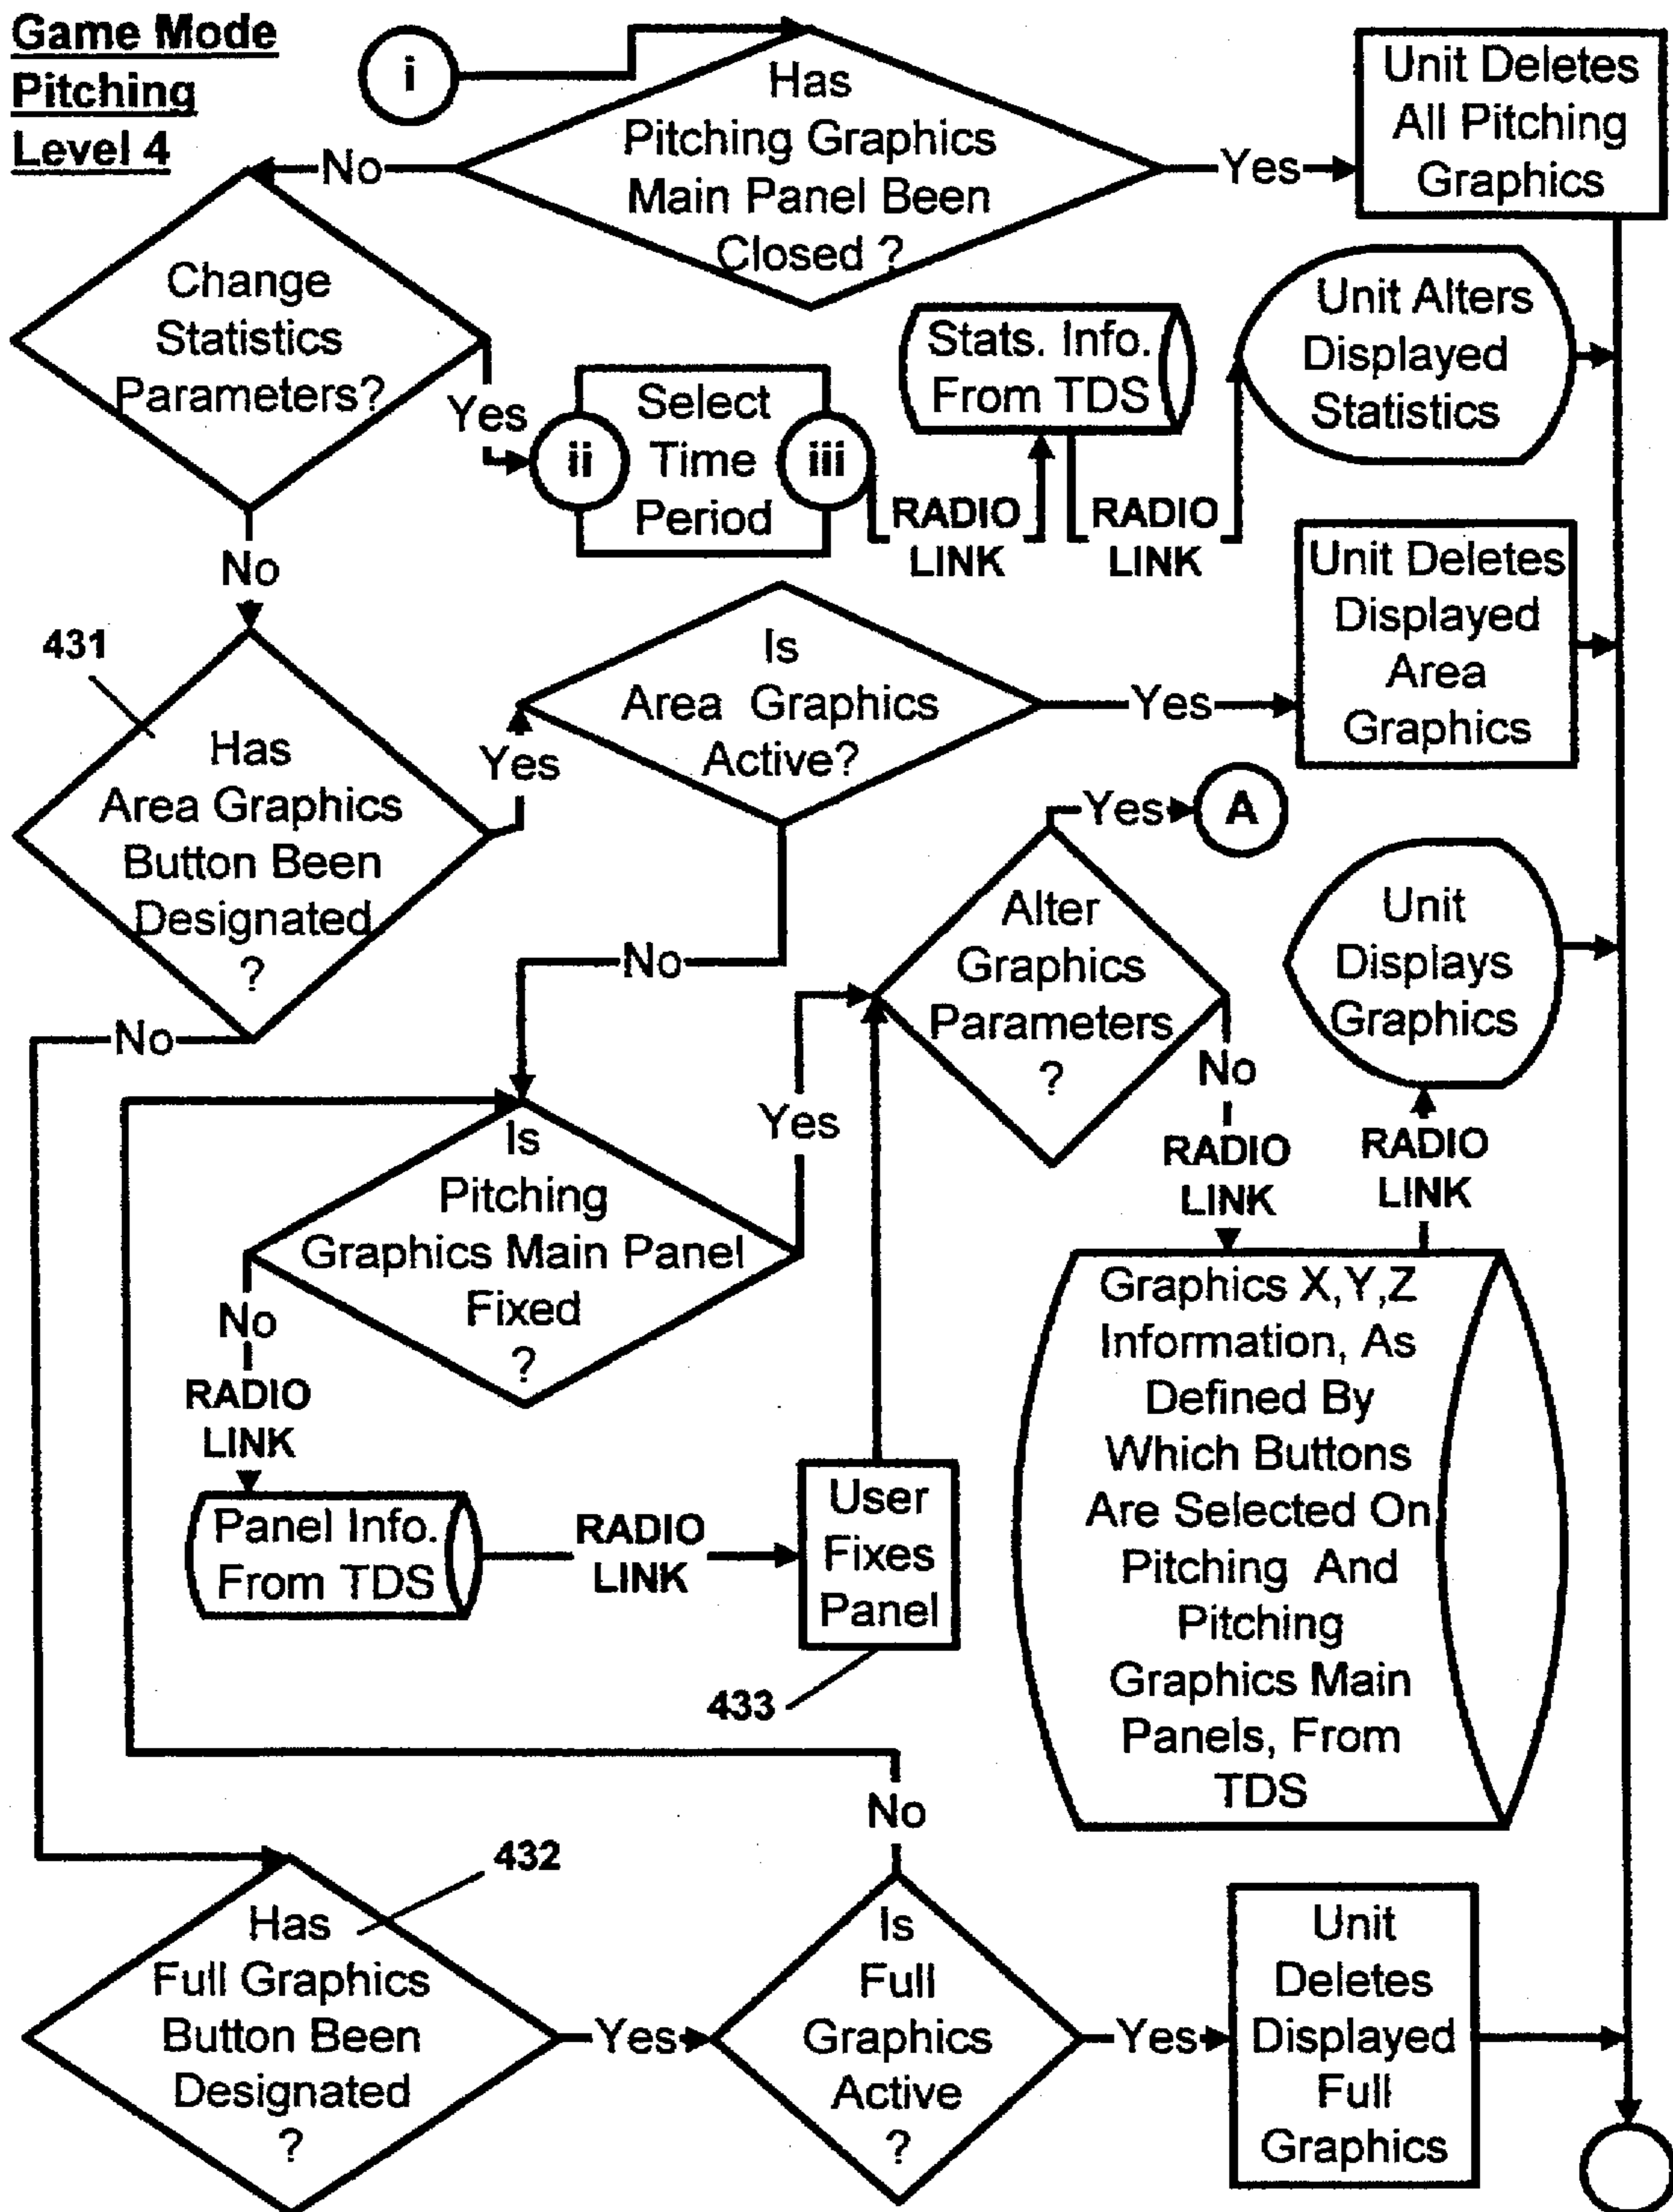 Game Mode
Pitching
Level 4
i
Has
Pitching Graphics
Main Panel Been
Closed ?
No
Yes
Unit Deletes
All Pitching
Graphics
Change
Statistics
Parameters?
Yes
ii
Select
Time
Period
iii
RADIO
LINK
Stats. Info.
From TDS
RADIO
LINK
Unit Alters
Displayed
Statistics
No
431
Has
Area Graphics
Button Been
Designated
?
Yes
Is
Area Graphics
Active?
Yes
Unit Deletes
Displayed
Area
Graphics
No
No
Alter
Graphics
Parameters
?
Yes
A
No
RADIO
LINK
Unit
Displays
Graphics
RADIO
LINK
Is
Pitching
Graphics Main Panel
Fixed
?
Yes
No
RADIO
LINK
Panel Info.
From TDS
RADIO
LINK
User
Fixes
Panel
433
Graphics X,Y,Z
Information, As
Defined By
Which Buttons
Are Selected On
Pitching And
Pitching
Graphics Main
Panels, From
TDS
432
Has
Full Graphics
Button Been
Designated
?
Yes
No
Is
Full
Graphics
Active
?
Yes
Unit
Deletes
Displayed
Full
Graphics